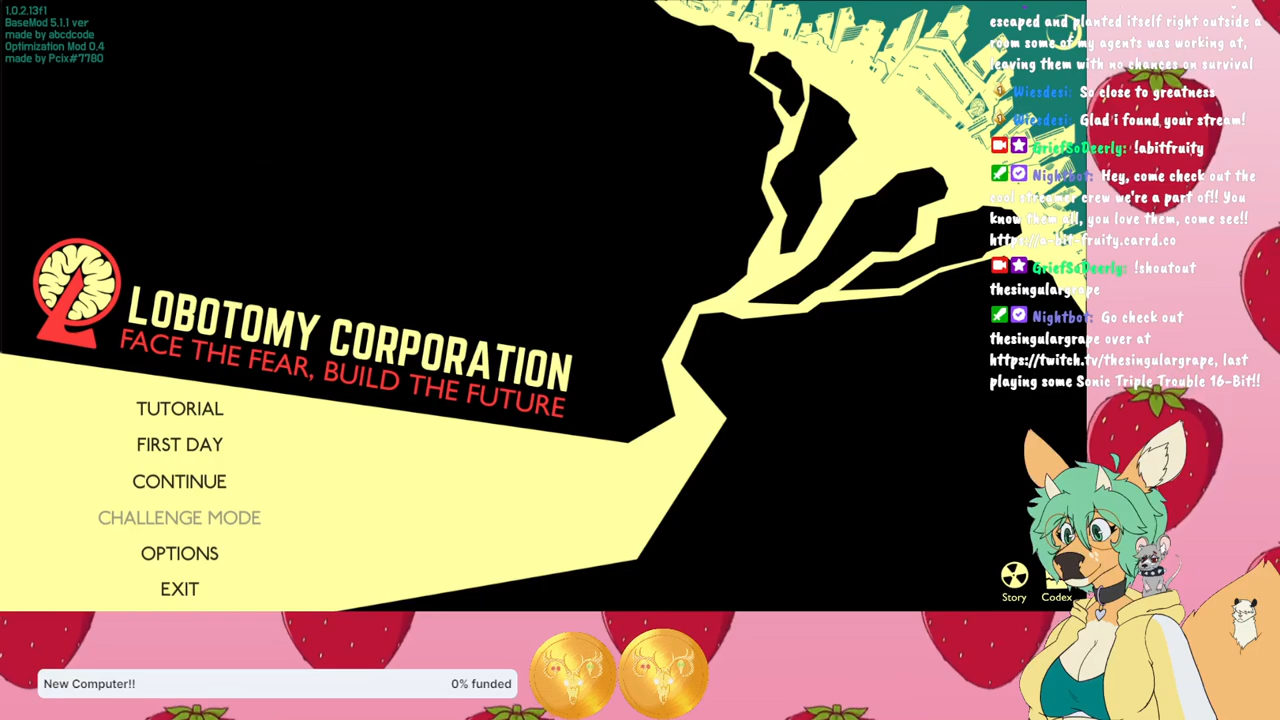 1.0.2.13f1
BaseMod 5.1.1 ver
made by abcdcode
Optimization Mod 0.4
made by Pcix#7780
LOBOTOMY CORPORATION
FACE THE FEAR, BUILD THE FUTURE
TUTORIAL
FIRST DAY
CONTINUE
CHALLENGE MODE
OPTIONS
EXIT
Story
Codex
escaped and planted itself right outside a
room some of my agents was working at,
leaving them with no chances on survival
Wiesdesi: So close to greatness
Wiesdesi: Glad i found your stream!
GriefSoDeerly: !abitfruity
Nightbot: Hey, come check out the
cool streamer crew we're a part of!! You
know them all, you love them, come see!!
https://a-bit-fruity.carrd.co
GriefSoDeerly: !shoutout
thesingulargrape
Nightbot: Go check out
thesingulargrape over at
https://twitch.tv/thesingulargrape, last
playing some Sonic Triple Trouble 16-Bit!!
New Computer!!
0% funded